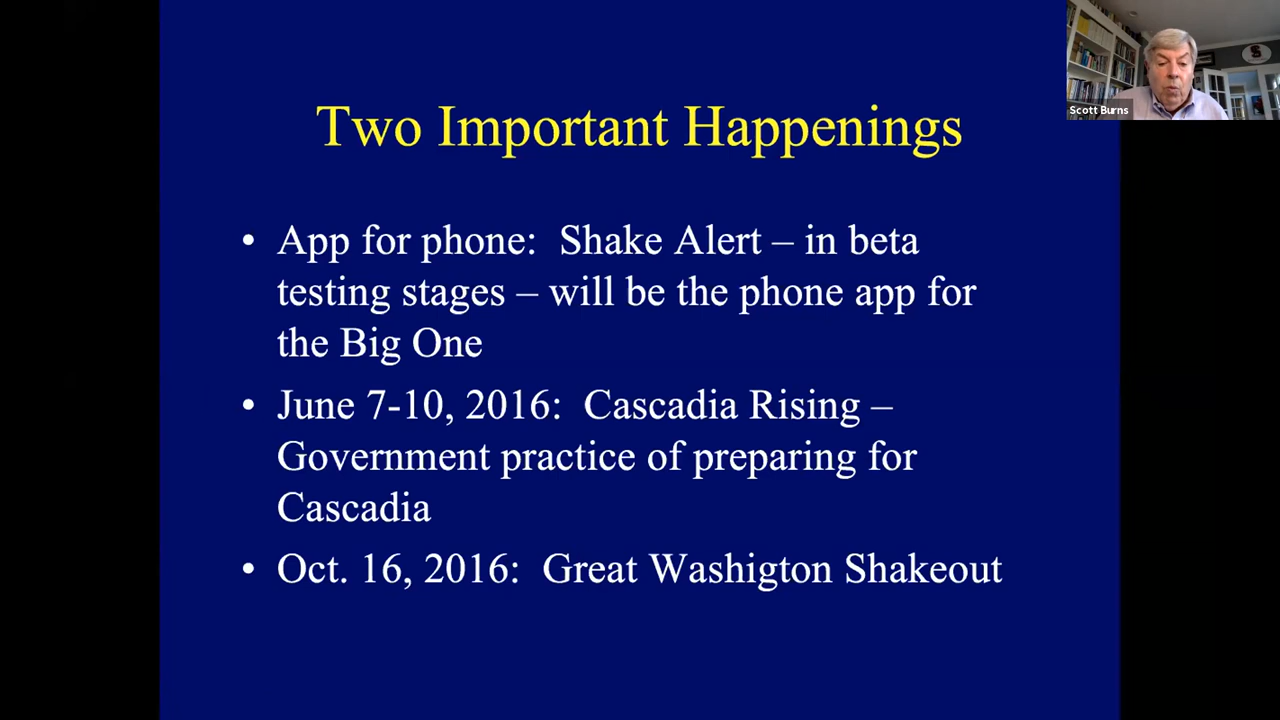 Two Important Happenings
• App for phone: Shake Alert – in beta
testing stages – will be the phone app for
the Big One
• June 7-10, 2016: Cascadia Rising –
Government practice of preparing for
Cascadia
• Oct. 16, 2016: Great Washigton Shakeout
Scott Burns